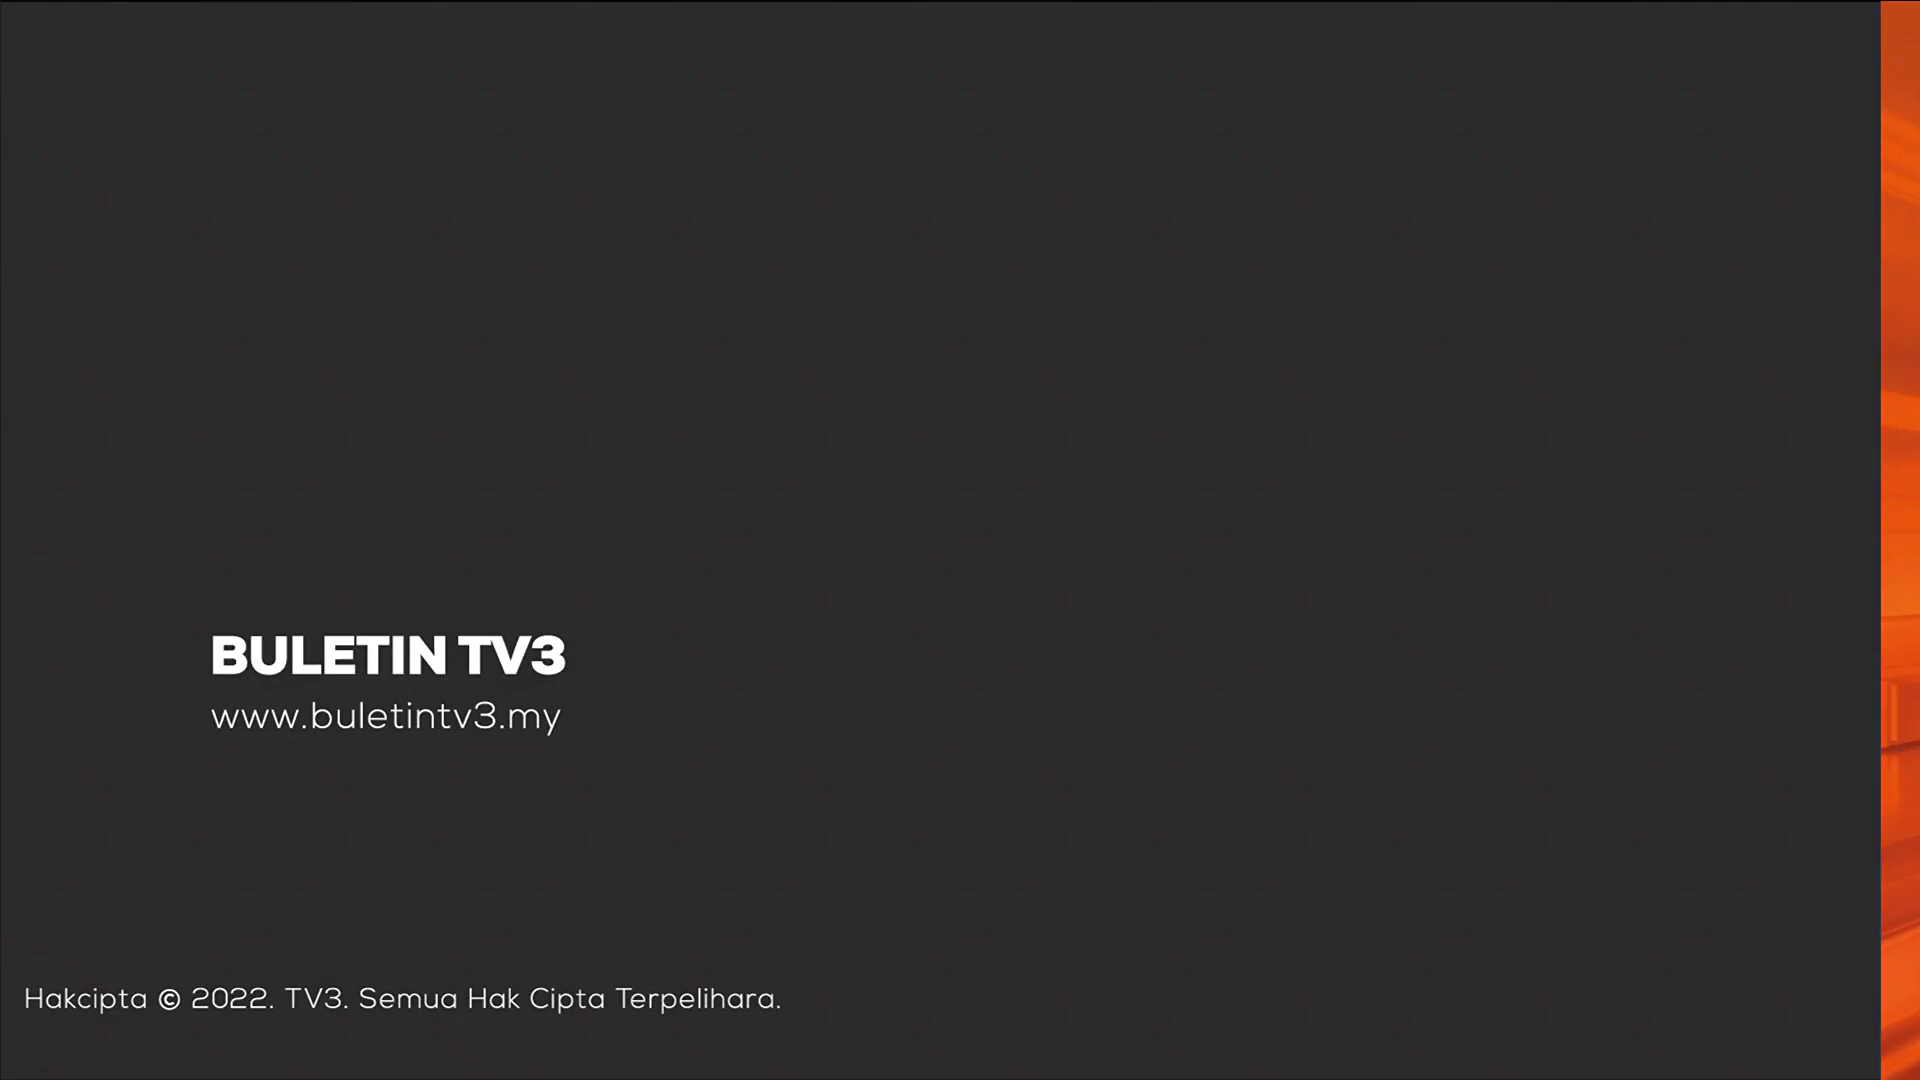 BULETIN TV3
www.buletintv3.my
Hakcipta © 2022. TV3. Semua Hak Cipta Terpelihara.